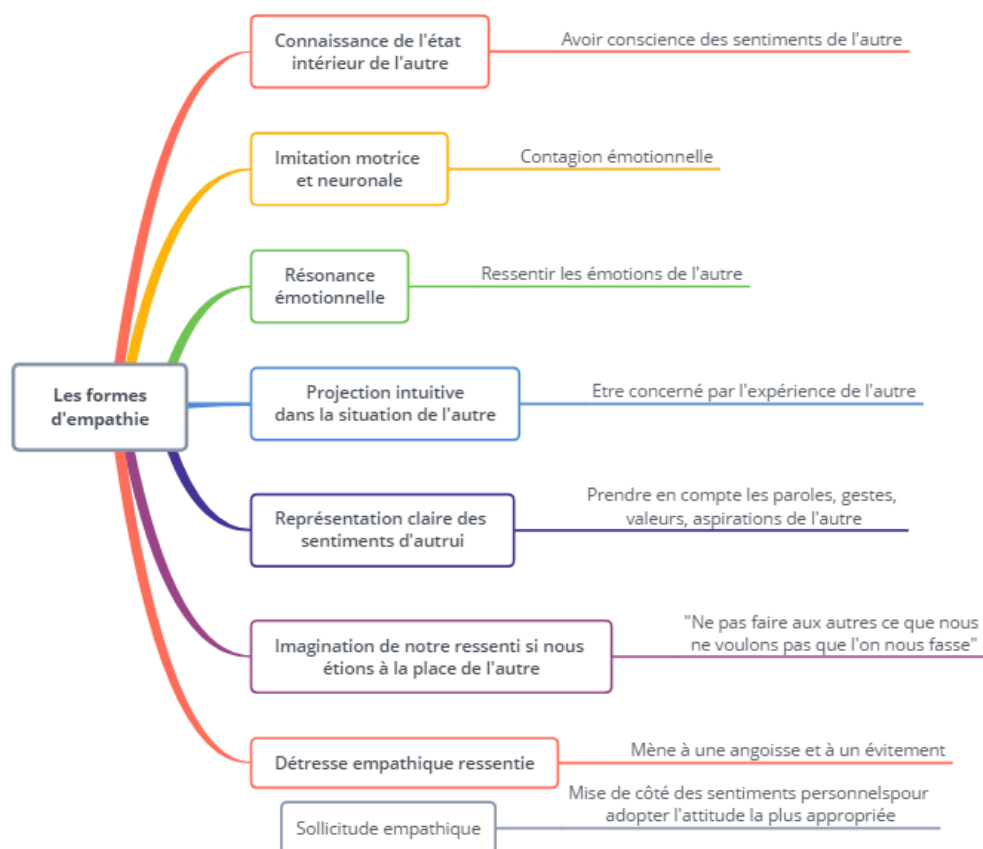 Connaissance de l'état
intérieur de l'autre
Avoir conscience des sentiments de l'autre
Imitation motrice
et neuronale
Contagion émotionnelle
Résonance
émotionnelle
Ressentir les émotions de l'autre
Les formes
d'empathie
Projection intuitive
dans la situation de l'autre
Etre concerné par l'expérience de l'autre
Représentation claire des
sentiments d'autrui
Prendre en compte les paroles, gestes,
valeurs, aspirations de l'autre
Imagination de notre ressenti si nous
étions à la place de l'autre
"Ne pas faire aux autres ce que nous
ne voulons pas que l'on nous fasse"
Détresse empathique ressentie
Mène à une angoisse et à un évitement
Sollicitude empathique
Mise de côté des sentiments personnelspour
adopter l'attitude la plus appropriée